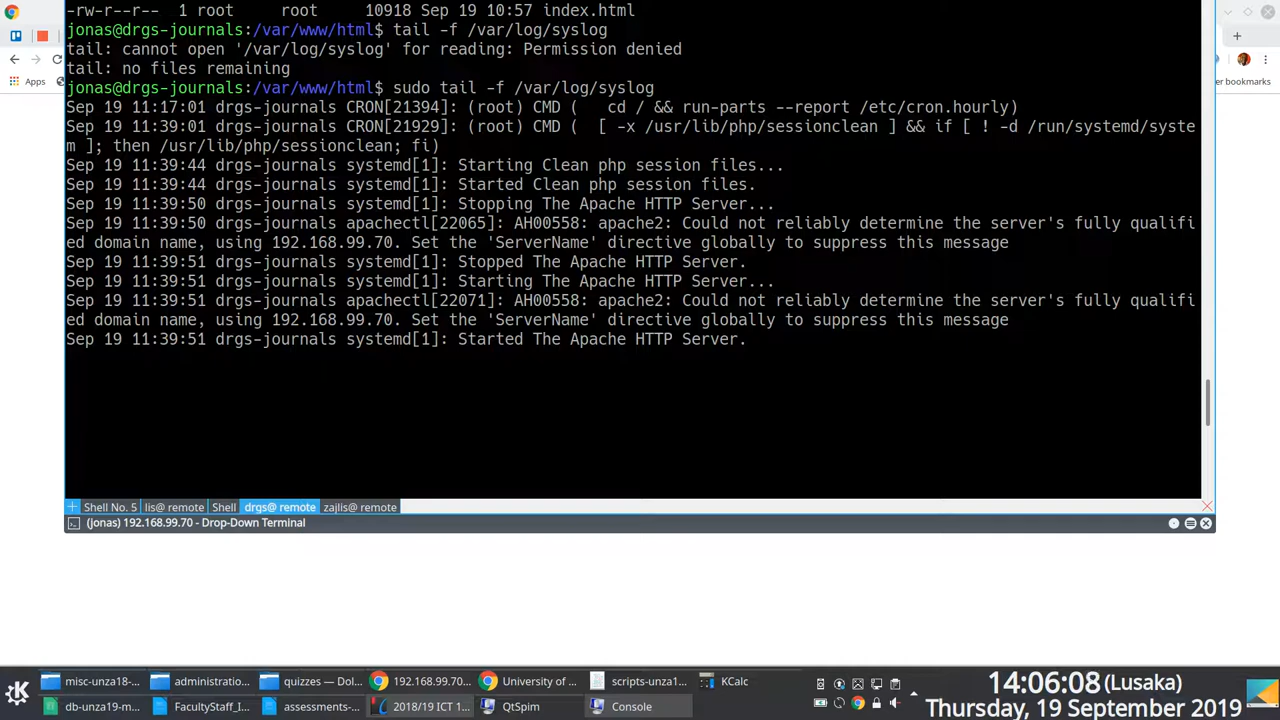 -rw-r--r--  1 root     root     10918 Sep 19 10:57 index.html
jonas@drgs-journals:/var/www/html$ tail -f /var/log/syslog
tail: cannot open '/var/log/syslog' for reading: Permission denied
tail: no files remaining
jonas@drgs-journals:/var/www/html$ sudo tail -f /var/log/syslog
Sep 19 11:17:01 drgs-journals CRON[21394]: (root) CMD (   cd / && run-parts --report /etc/cron.hourly)
Sep 19 11:39:01 drgs-journals CRON[21929]: (root) CMD (  [ -x /usr/lib/php/sessionclean ] && if [ ! -d /run/systemd/syste
m ]; then /usr/lib/php/sessionclean; fi)
Sep 19 11:39:44 drgs-journals systemd[1]: Starting Clean php session files...
Sep 19 11:39:44 drgs-journals systemd[1]: Started Clean php session files.
Sep 19 11:39:50 drgs-journals systemd[1]: Stopping The Apache HTTP Server...
Sep 19 11:39:50 drgs-journals apachectl[22065]: AH00558: apache2: Could not reliably determine the server's fully qualifi
ed domain name, using 192.168.99.70. Set the 'ServerName' directive globally to suppress this message
Sep 19 11:39:51 drgs-journals systemd[1]: Stopped The Apache HTTP Server.
Sep 19 11:39:51 drgs-journals systemd[1]: Starting The Apache HTTP Server...
Sep 19 11:39:51 drgs-journals apachectl[22071]: AH00558: apache2: Could not reliably determine the server's fully qualifi
ed domain name, using 192.168.99.70. Set the 'ServerName' directive globally to suppress this message
Sep 19 11:39:51 drgs-journals systemd[1]: Started The Apache HTTP Server.
Apps
er bookmarks
Shell No. 5 lis@ remote Shell drgs@ remote zajlis@ remote
(jonas) 192.168.99.70 - Drop-Down Terminal
misc-unza18-... administratio... quizzes — Dol... 192.168.99.70... University of ... scripts-unza1... KCalc
db-unza19-m... FacultyStaff_I... assessments-... 2018/19 ICT 1... QtSpim Console
14:06:08 (Lusaka)
Thursday, 19 September 2019